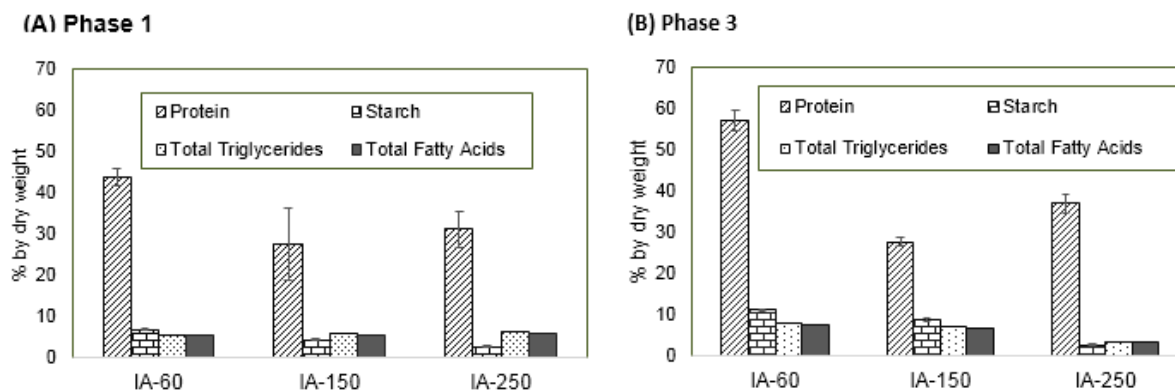 (A) Phase 1
70
60
50
40
30
20
10
0
% by dry weight
Protein
Starch
Total Triglycerides
Total Fatty Acids
IA-60
IA-150
IA-250
(B) Phase 3
70
60
50
40
30
20
10
0
% by dry weight
Protein
Starch
Total Triglycerides
Total Fatty Acids
IA-60
IA-150
IA-250